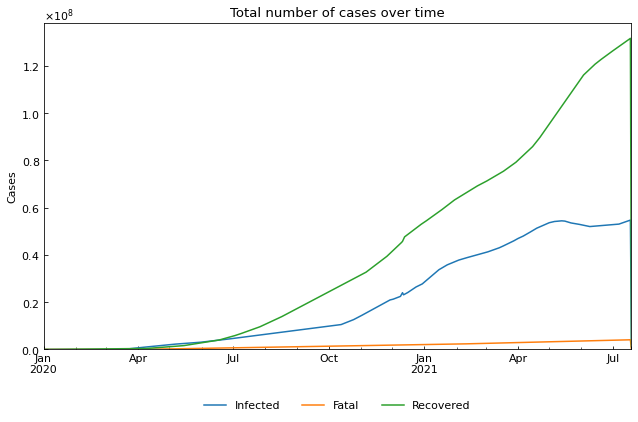 Total number of cases over time
×10⁸
1.2
1.0
0.8
0.6
0.4
0.2
0.0
Cases
Jan Apr Jul Oct Jan Apr Jul
2020 2021
Infected Fatal Recovered